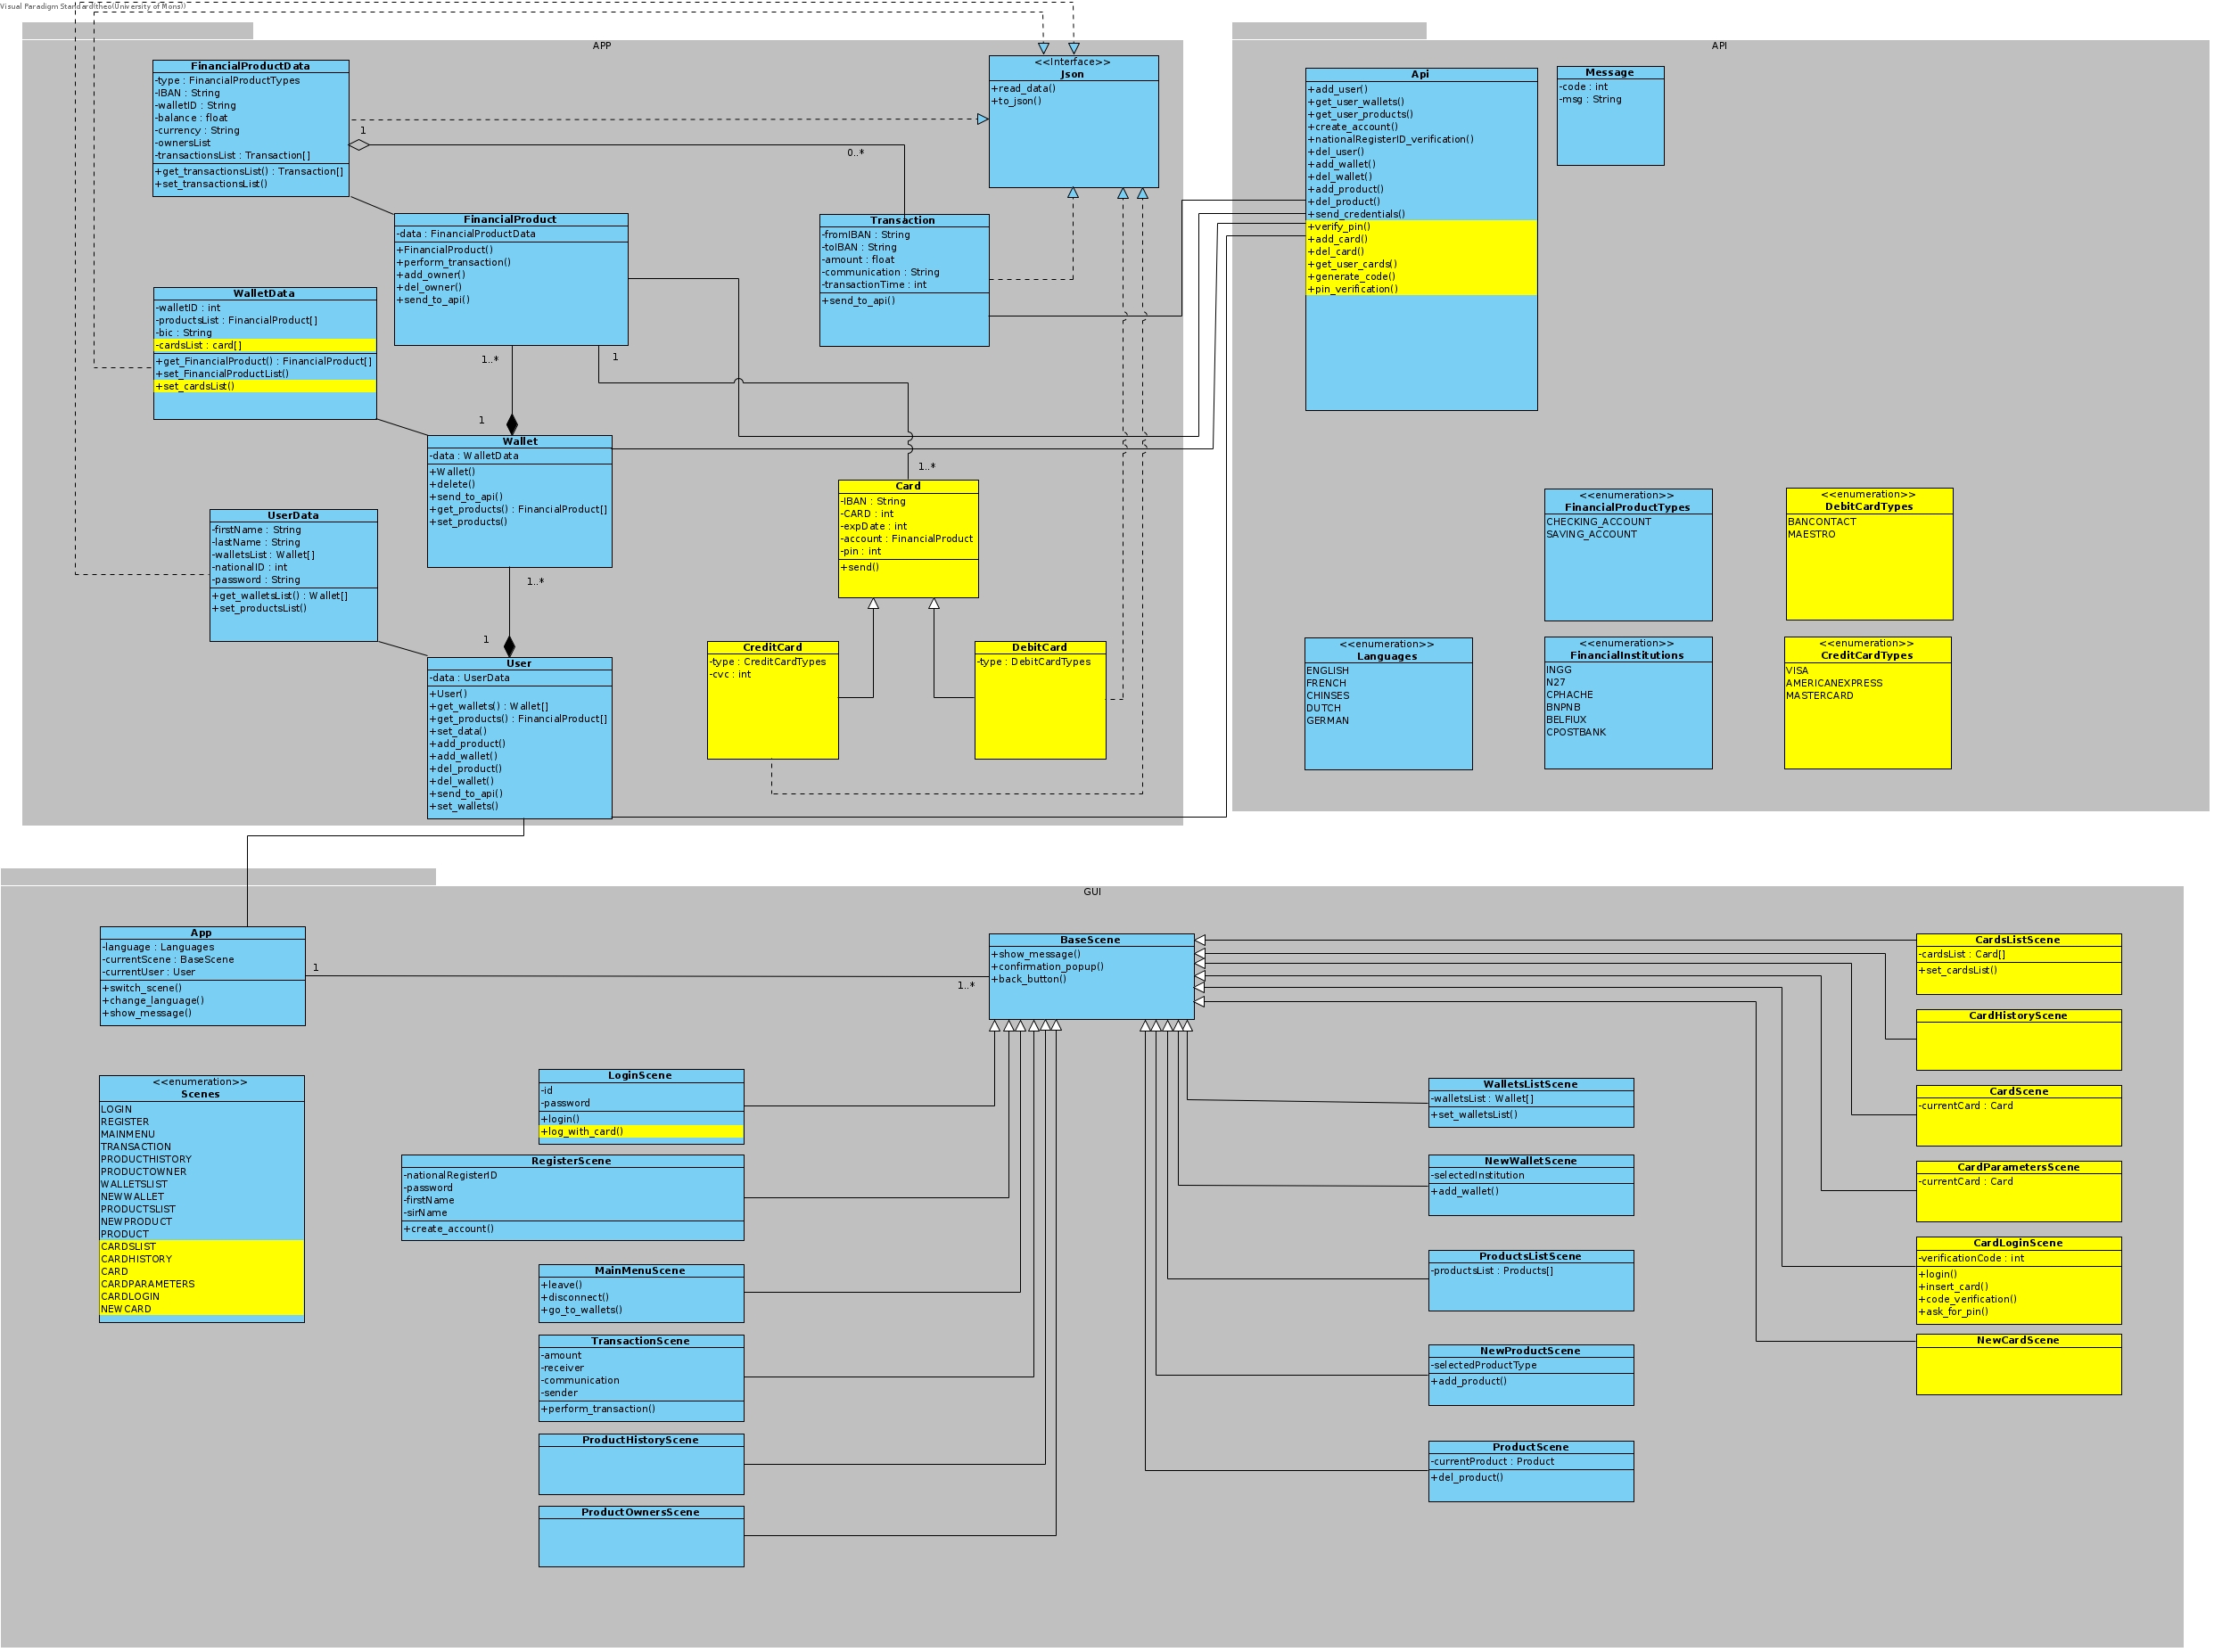 Visual Paradigm Standard(theo(University of Mons))
APP
FinancialProductData
-type : FinancialProductTypes
-IBAN : String
-walletID : String
-balance : float
-currency : String
-ownersList
-transactionsList : Transaction[]
+get_transactionsList() : Transaction[]
+set_transactionsList()
1
0..*
<<Interface>>
Json
+read_data()
+to_json()
FinancialProduct
-data : FinancialProductData
+FinancialProduct()
+perform_transaction()
+add_owner()
+del_owner()
+send_to_api()
1..*
1
1
Transaction
-fromIBAN : String
-toIBAN : String
-amount : float
-communication : String
-transactionTime : int
+send_to_api()
WalletData
-walletID : int
-productsList : FinancialProduct[]
-bic : String
-cardsList : card[]
+get_FinancialProduct() : FinancialProduct[]
+set_FinancialProductList()
+set_cardsList()
Wallet
-data : WalletData
+Wallet()
+delete()
+send_to_api()
+get_products() : FinancialProduct[]
+set_products()
1..*
1
1..*
Card
-IBAN : String
-CARD : int
-expDate : int
-account : FinancialProduct
-pin : int
+send()
UserData
-firstName : String
-lastName : String
-walletsList : Wallet[]
-nationalID : int
-password : String
+get_walletsList() : Wallet[]
+set_productsList()
User
-data : UserData
+User()
+get_wallets() : Wallet[]
+get_products() : FinancialProduct[]
+set_data()
+add_product()
+add_wallet()
+del_product()
+del_wallet()
+send_to_api()
+set_wallets()
CreditCard
-type : CreditCardTypes
-cvc : int
DebitCard
-type : DebitCardTypes
API
Api
+add_user()
+get_user_wallets()
+get_user_products()
+create_account()
+nationalRegisterID_verification()
+del_user()
+add_wallet()
+del_wallet()
+add_product()
+del_product()
+send_credentials()
+verify_pin()
+add_card()
+del_card()
+get_user_cards()
+generate_code()
+pin_verification()
Message
-code : int
-msg : String
<<enumeration>>
FinancialProductTypes
CHECKING_ACCOUNT
SAVING_ACCOUNT
<<enumeration>>
DebitCardTypes
BANCONTACT
MAESTRO
<<enumeration>>
Languages
ENGLISH
FRENCH
CHINSES
DUTCH
GERMAN
<<enumeration>>
FinancialInstitutions
INGG
N27
CPHACHE
BNPNB
BELFIUX
CPOSTBANK
<<enumeration>>
CreditCardTypes
VISA
AMERICANEXPRESS
MASTERCARD
GUI
App
-language : Languages
-currentScene : BaseScene
-currentUser : User
+switch_scene()
+change_language()
+show_message()
1
1..*
BaseScene
+show_message()
+confirmation_popup()
+back_button()
<<enumeration>>
Scenes
LOGIN
REGISTER
MAINMENU
TRANSACTION
PRODUCTHISTORY
PRODUCTOWNER
WALLETSLIST
NEWWALLET
PRODUCTSLIST
NEWPRODUCT
PRODUCT
CARDSLIST
CARDHISTORY
CARD
CARDPARAMETERS
CARDLOGIN
NEWCARD
LoginScene
-id
-password
+login()
+log_with_card()
RegisterScene
-nationalRegisterID
-password
-firstName
-sirName
+create_account()
MainMenuScene
+leave()
+disconnect()
+go_to_wallets()
TransactionScene
-amount
-receiver
-communication
-sender
+perform_transaction()
ProductHistoryScene
ProductOwnersScene
WalletsListScene
-walletsList : Wallet[]
+set_walletsList()
NewWalletScene
-selectedInstitution
+add_wallet()
ProductsListScene
-productsList : Products[]
NewProductScene
-selectedProductType
+add_product()
ProductScene
-currentProduct : Product
+del_product()
CardsListScene
-cardsList : Card[]
+set_cardsList()
CardHistoryScene
CardScene
-currentCard : Card
CardParametersScene
-currentCard : Card
CardLoginScene
-verificationCode : int
+login()
+insert_card()
+code_verification()
+ask_for_pin()
NewCardScene